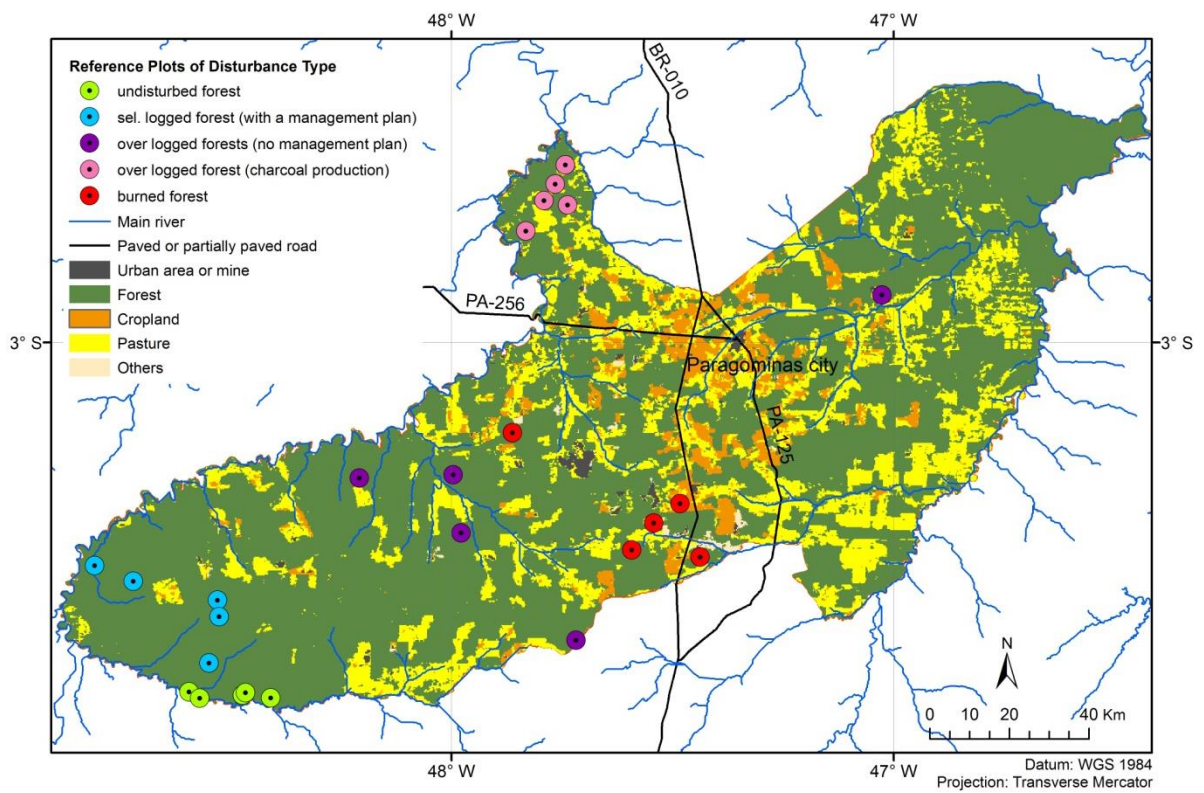 48° W
47° W
BR-010
Reference Plots of Disturbance Type
undisturbed forest
sel. logged forest (with a management plan)
over logged forests (no management plan)
over logged forest (charcoal production)
burned forest
Main river
Paved or partially paved road
Urban area or mine
Forest
Cropland
Pasture
Others
PA-256
3° S
3° S
Paragominas city
PA-125
N
0 10 20 40 Km
48° W
47° W
Datum: WGS 1984
Projection: Transverse Mercator